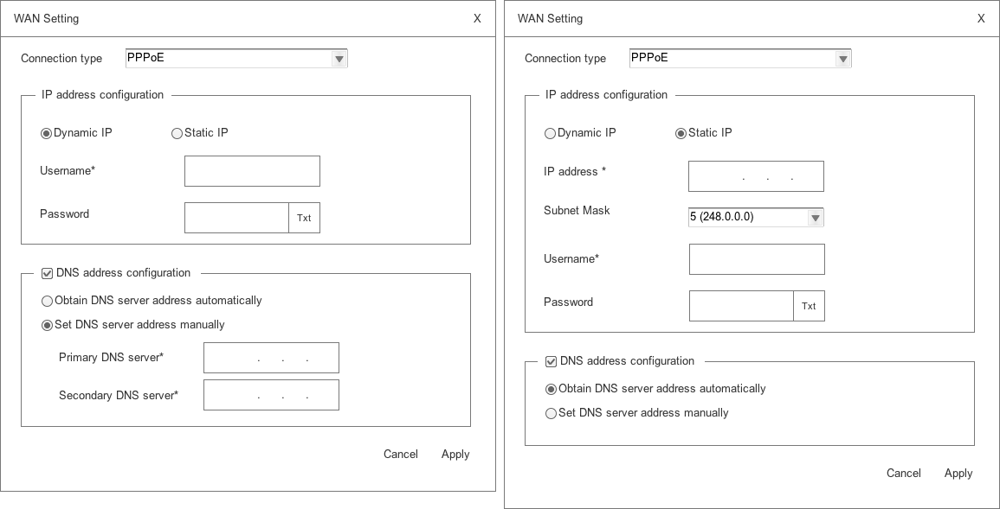 WAN Setting X
Connection type PPPoE
IP address configuration
Dynamic IP Static IP
Username*
Password Txt
DNS address configuration
Obtain DNS server address automatically
Set DNS server address manually
Primary DNS server* . . .
Secondary DNS server* . . .
Cancel Apply
WAN Setting X
Connection type PPPoE
IP address configuration
Dynamic IP Static IP
IP address * . . .
Subnet Mask 5 (248.0.0.0)
Username*
Password Txt
DNS address configuration
Obtain DNS server address automatically
Set DNS server address manually
Cancel Apply